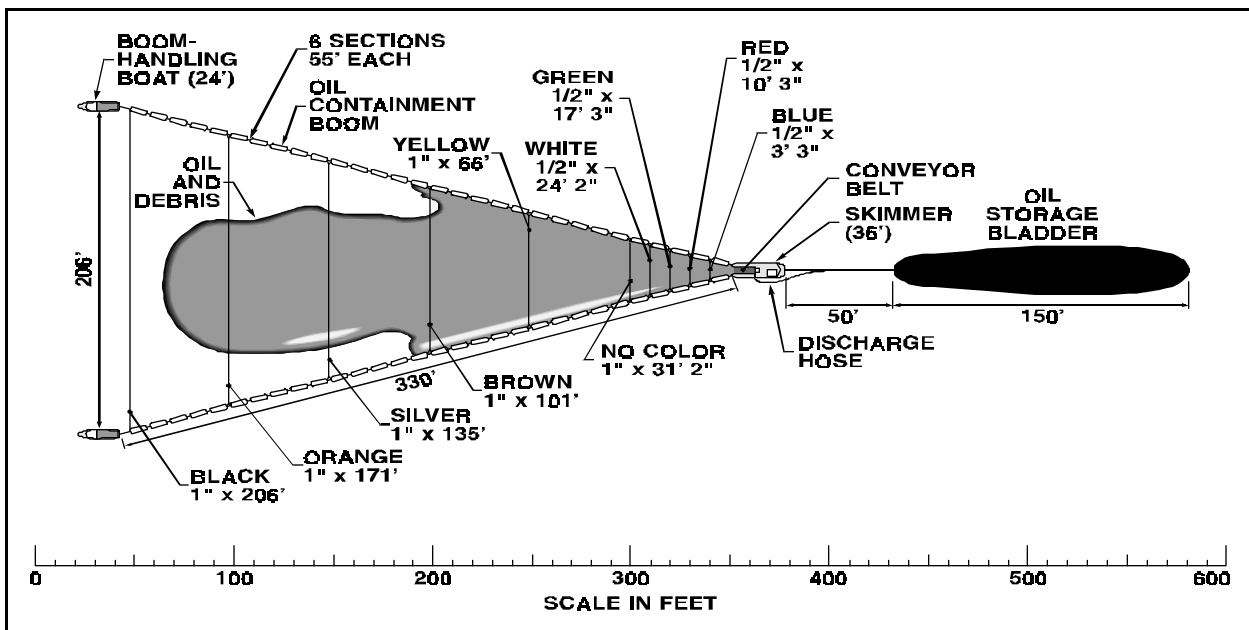 BOOM-
HANDLING
BOAT (24')
6 SECTIONS
55' EACH
OIL
CONTAINMENT
BOOM
OIL
AND
DEBRIS
YELLOW
1" x 66'
GREEN
1/2" x
17' 3"
WHITE
1/2" x
24' 2"
RED
1/2" x
10' 3"
BLUE
1/2" x
3' 3"
CONVEYOR
BELT
SKIMMER
(36')
OIL
STORAGE
BLADDER
206'
50'
150'
DISCHARGE
HOSE
NO COLOR
1" x 31' 2"
330'
BROWN
1" x 101'
SILVER
1" x 135'
ORANGE
1" x 171'
BLACK
1" x 206'
0 100 200 300 400 500 600
SCALE IN FEET